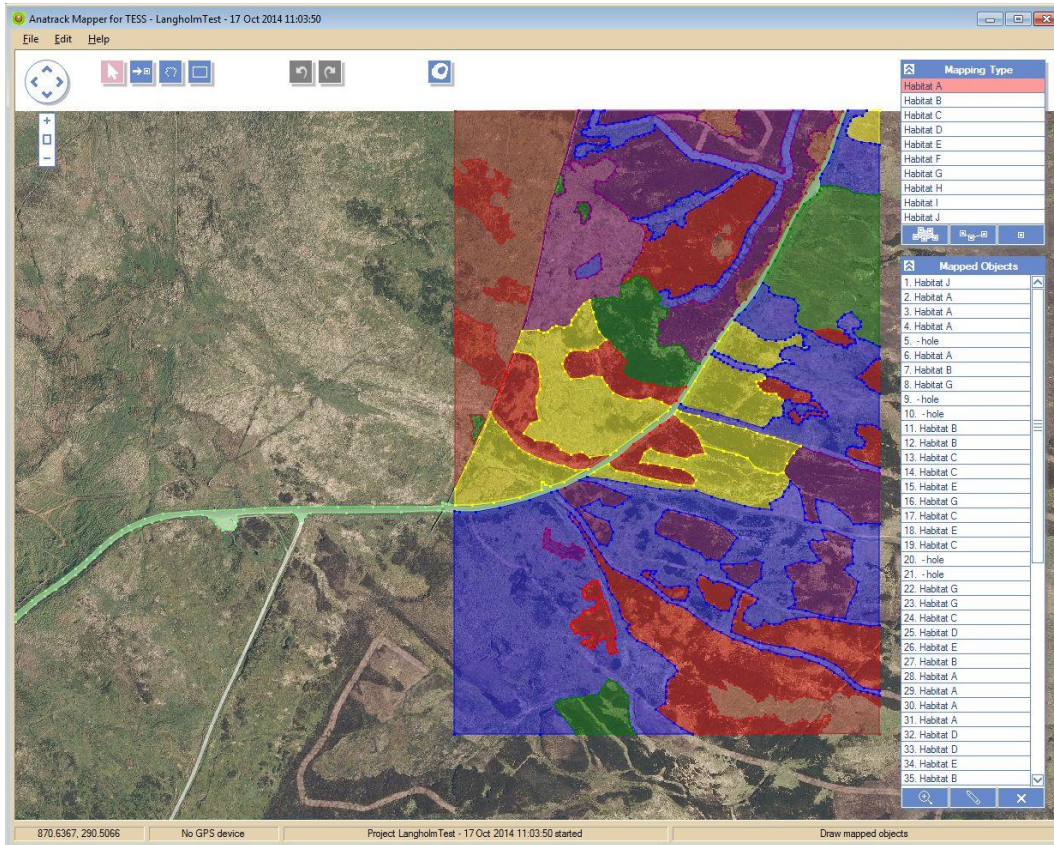 Anatrack Mapper for TESS - LangholmTest - 17 Oct 2014 11:03:50
File Edit Help
Mapping Type
Habitat A
Habitat B
Habitat C
Habitat D
Habitat E
Habitat F
Habitat G
Habitat H
Habitat I
Habitat J
Mapped Objects
1. Habitat J
2. Habitat A
3. Habitat A
4. Habitat A
5. - hole
6. Habitat A
7. Habitat B
8. Habitat G
9. - hole
10. - hole
11. Habitat B
12. Habitat B
13. Habitat C
14. Habitat C
15. Habitat E
16. Habitat G
17. Habitat C
18. Habitat E
19. Habitat C
20. - hole
21. - hole
22. Habitat G
23. Habitat G
24. Habitat C
25. Habitat D
26. Habitat E
27. Habitat B
28. Habitat A
29. Habitat A
30. Habitat A
31. Habitat A
32. Habitat D
33. Habitat D
34. Habitat E
35. Habitat B
870.6367, 290.5066
No GPS device
Project LangholmTest - 17 Oct 2014 11:03:50 started
Draw mapped objects